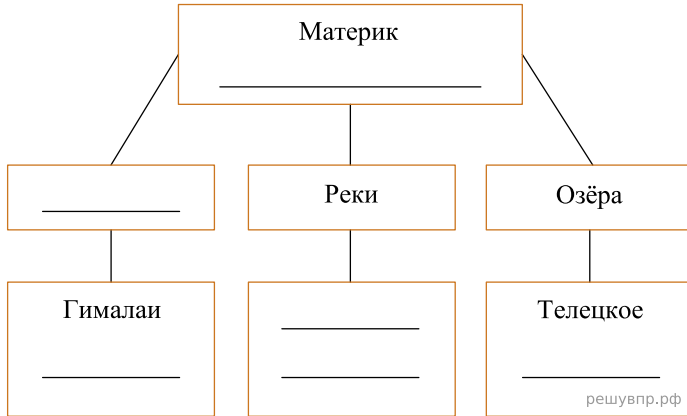 Материк
Реки
Озёра
Гималаи
Телецкое
решувпр.рф